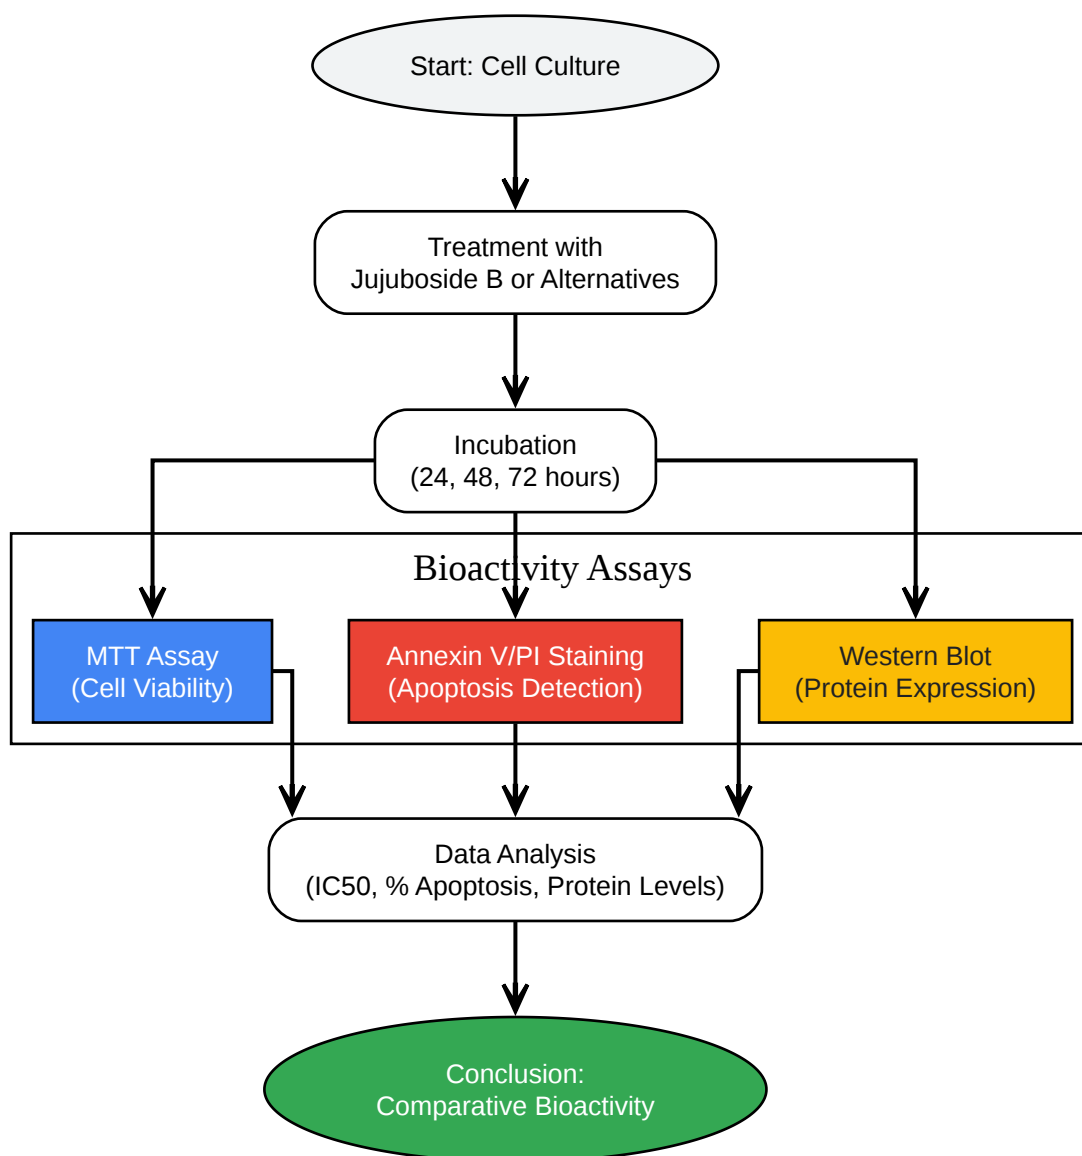 Start: Cell Culture
Treatment with
Jujuboside B or Alternatives
Incubation
(24, 48, 72 hours)
Bioactivity Assays
MTT Assay
(Cell Viability)
Annexin V/PI Staining
(Apoptosis Detection)
Western Blot
(Protein Expression)
Data Analysis
(IC50, % Apoptosis, Protein Levels)
Conclusion:
Comparative Bioactivity